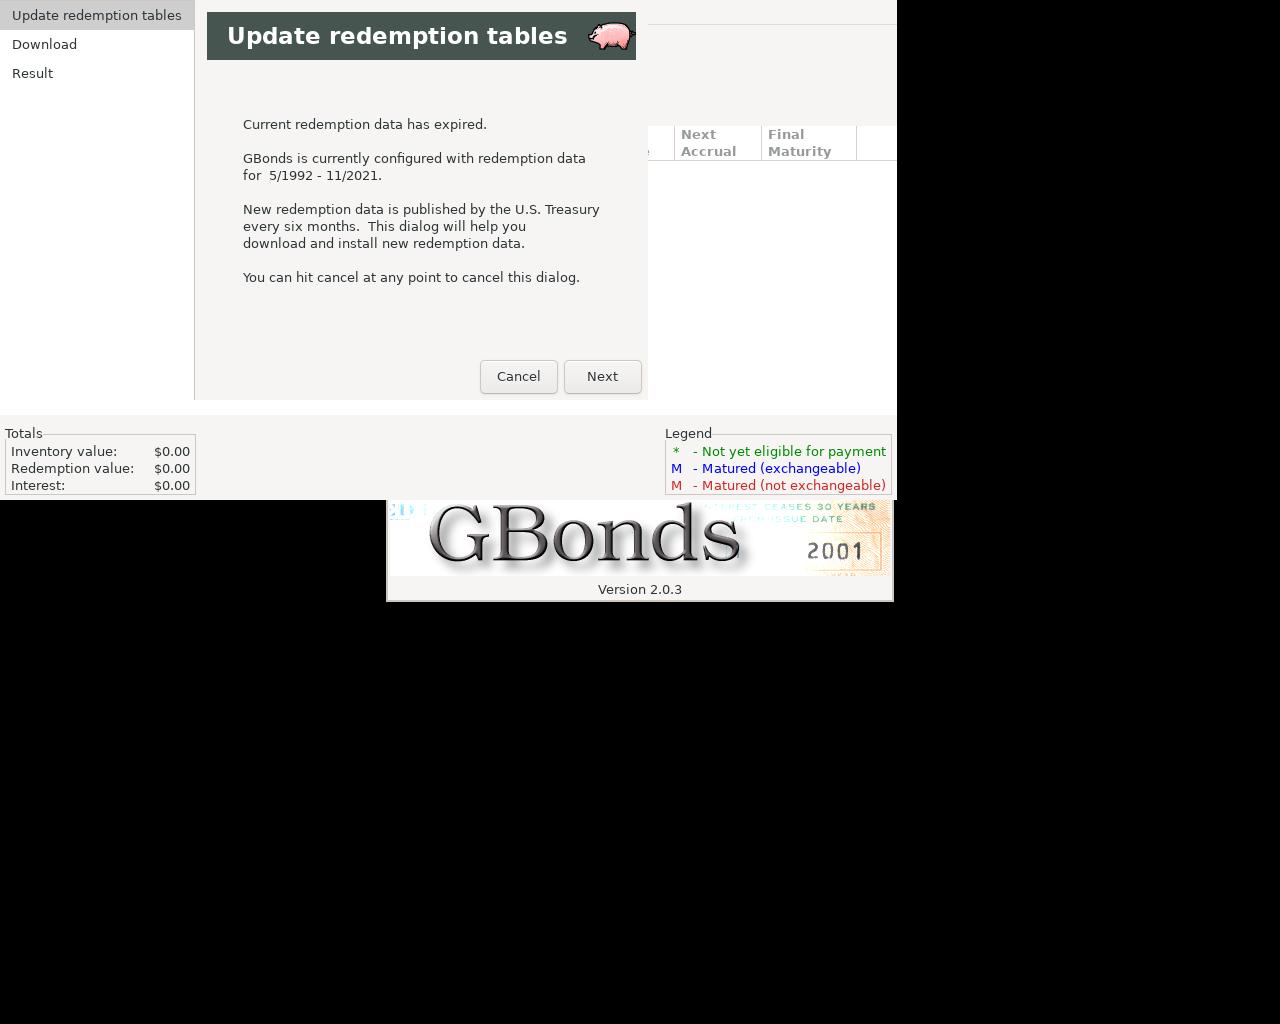 Update redemption tables
Download
Result
Update redemption tables
Current redemption data has expired.
GBonds is currently configured with redemption data
for 5/1992 - 11/2021.
New redemption data is published by the U.S. Treasury
every six months. This dialog will help you
download and install new redemption data.
You can hit cancel at any point to cancel this dialog.
Cancel
Next
Next
Accrual
Final
Maturity
Totals
Inventory value: $0.00
Redemption value: $0.00
Interest: $0.00
Legend
* - Not yet eligible for payment
M - Matured (exchangeable)
M - Matured (not exchangeable)
CEASES 30 YEARS
ISSUE DATE
GBonds
2001
Version 2.0.3